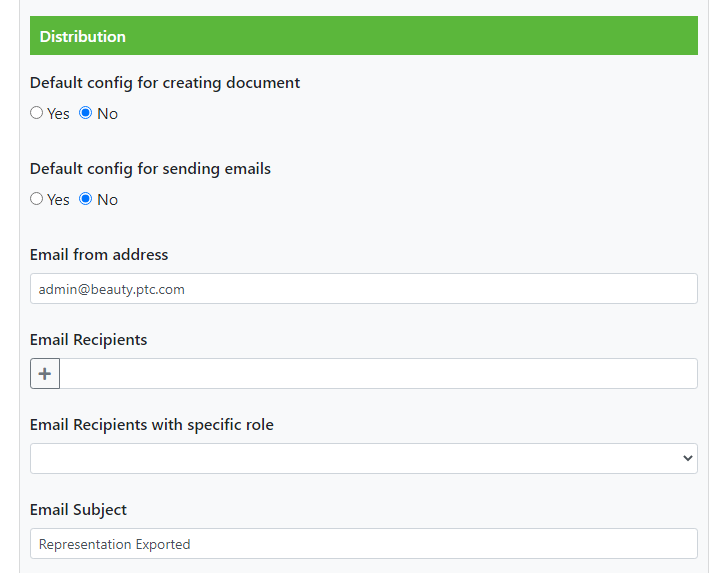 Distribution
Default config for creating document
Yes No
Default config for sending emails
Yes No
Email from address
admin@beauty.ptc.com
Email Recipients
+
Email Recipients with specific role
Email Subject
Representation Exported